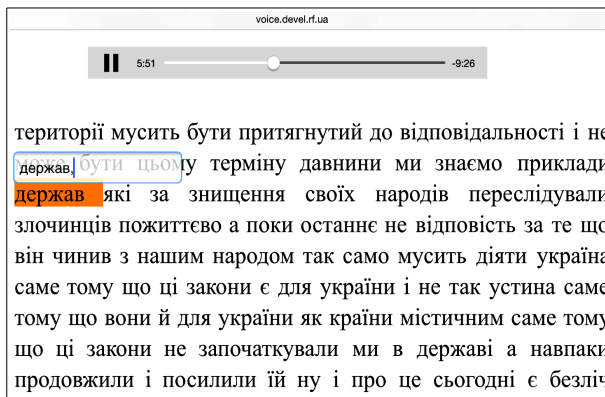 voice.devel.rf.ua
5:51 -9:26
території мусить бути притягнутий до відповідальності і не
може бути цьому терміну давнини ми знаємо приклади
держав,
держав які за знищення своїх народів переслідували
злочинців пожиттєво а поки останнє не відповість за те що
він чинив з нашим народом так само мусить діяти україна
саме тому що ці закони є для україни і не так устина саме
тому що вони й для україни як країни містичним саме тому
що ці закони не започаткували ми в державі а навпаки
продовжили і посилили їй ну і про це сьогодні є безліч